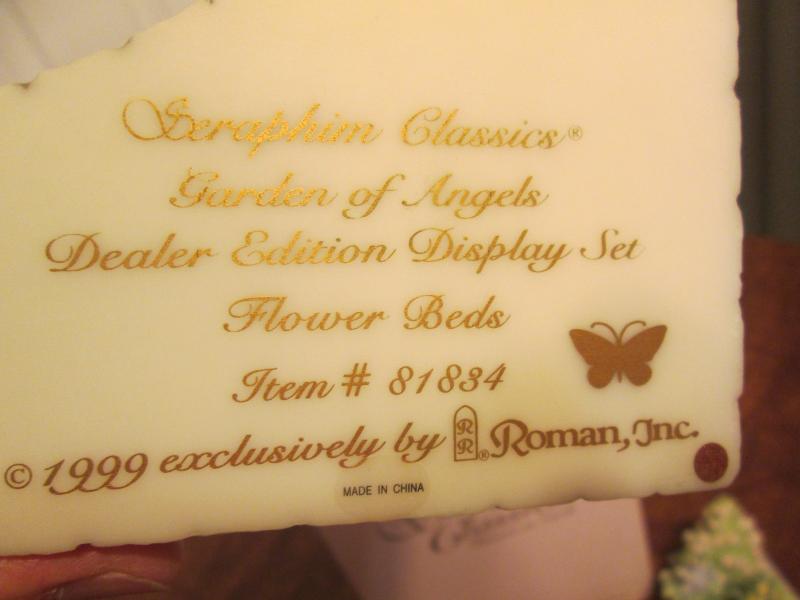 Seraphim Classics®
Garden of Angels
Dealer Edition Display Set
Flower Beds
Item # 81834
© 1999 exclusively by RR® Roman, Inc.
MADE IN CHINA